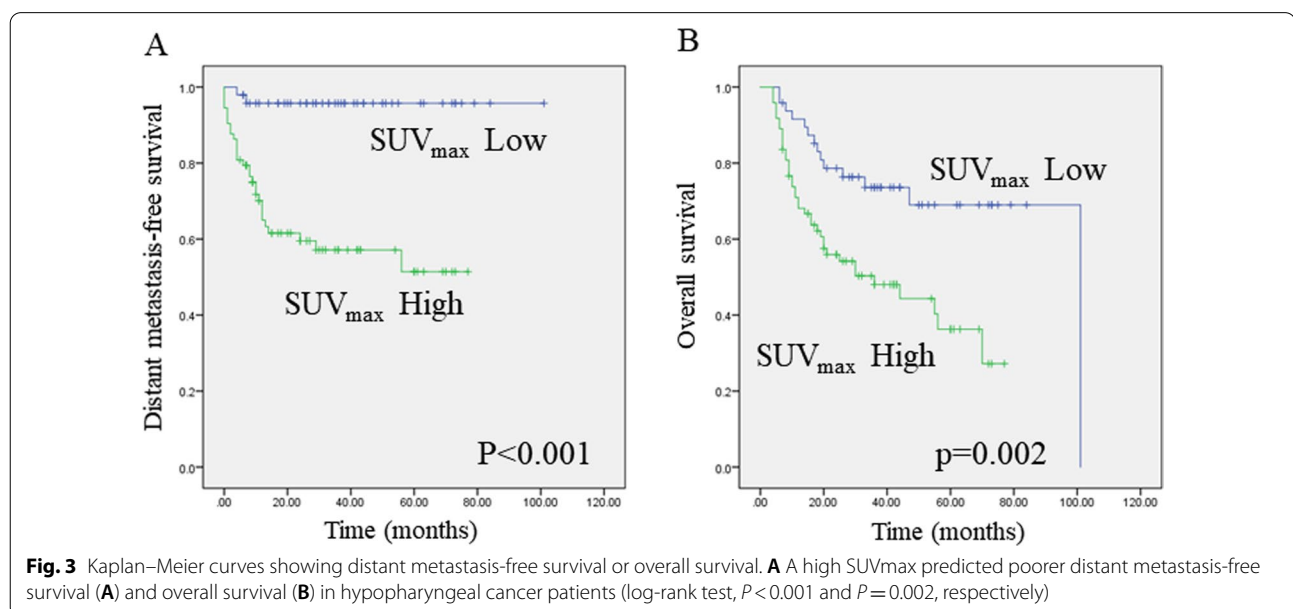 A
Distant metastasis-free survival
1.0
0.8
0.6
0.4
0.2
0.0
SUVmax Low
SUVmax High
P<0.001
.00 20.00 40.00 60.00 80.00 100.00 120.00
Time (months)
B
Overall survival
1.0
0.8
0.6
0.4
0.2
0.0
SUVmax Low
SUVmax High
p=0.002
.00 20.00 40.00 60.00 80.00 100.00 120.00
Time (months)
Fig. 3 Kaplan–Meier curves showing distant metastasis-free survival or overall survival. A A high SUVmax predicted poorer distant metastasis-free
survival (A) and overall survival (B) in hypopharyngeal cancer patients (log-rank test, P < 0.001 and P = 0.002, respectively)